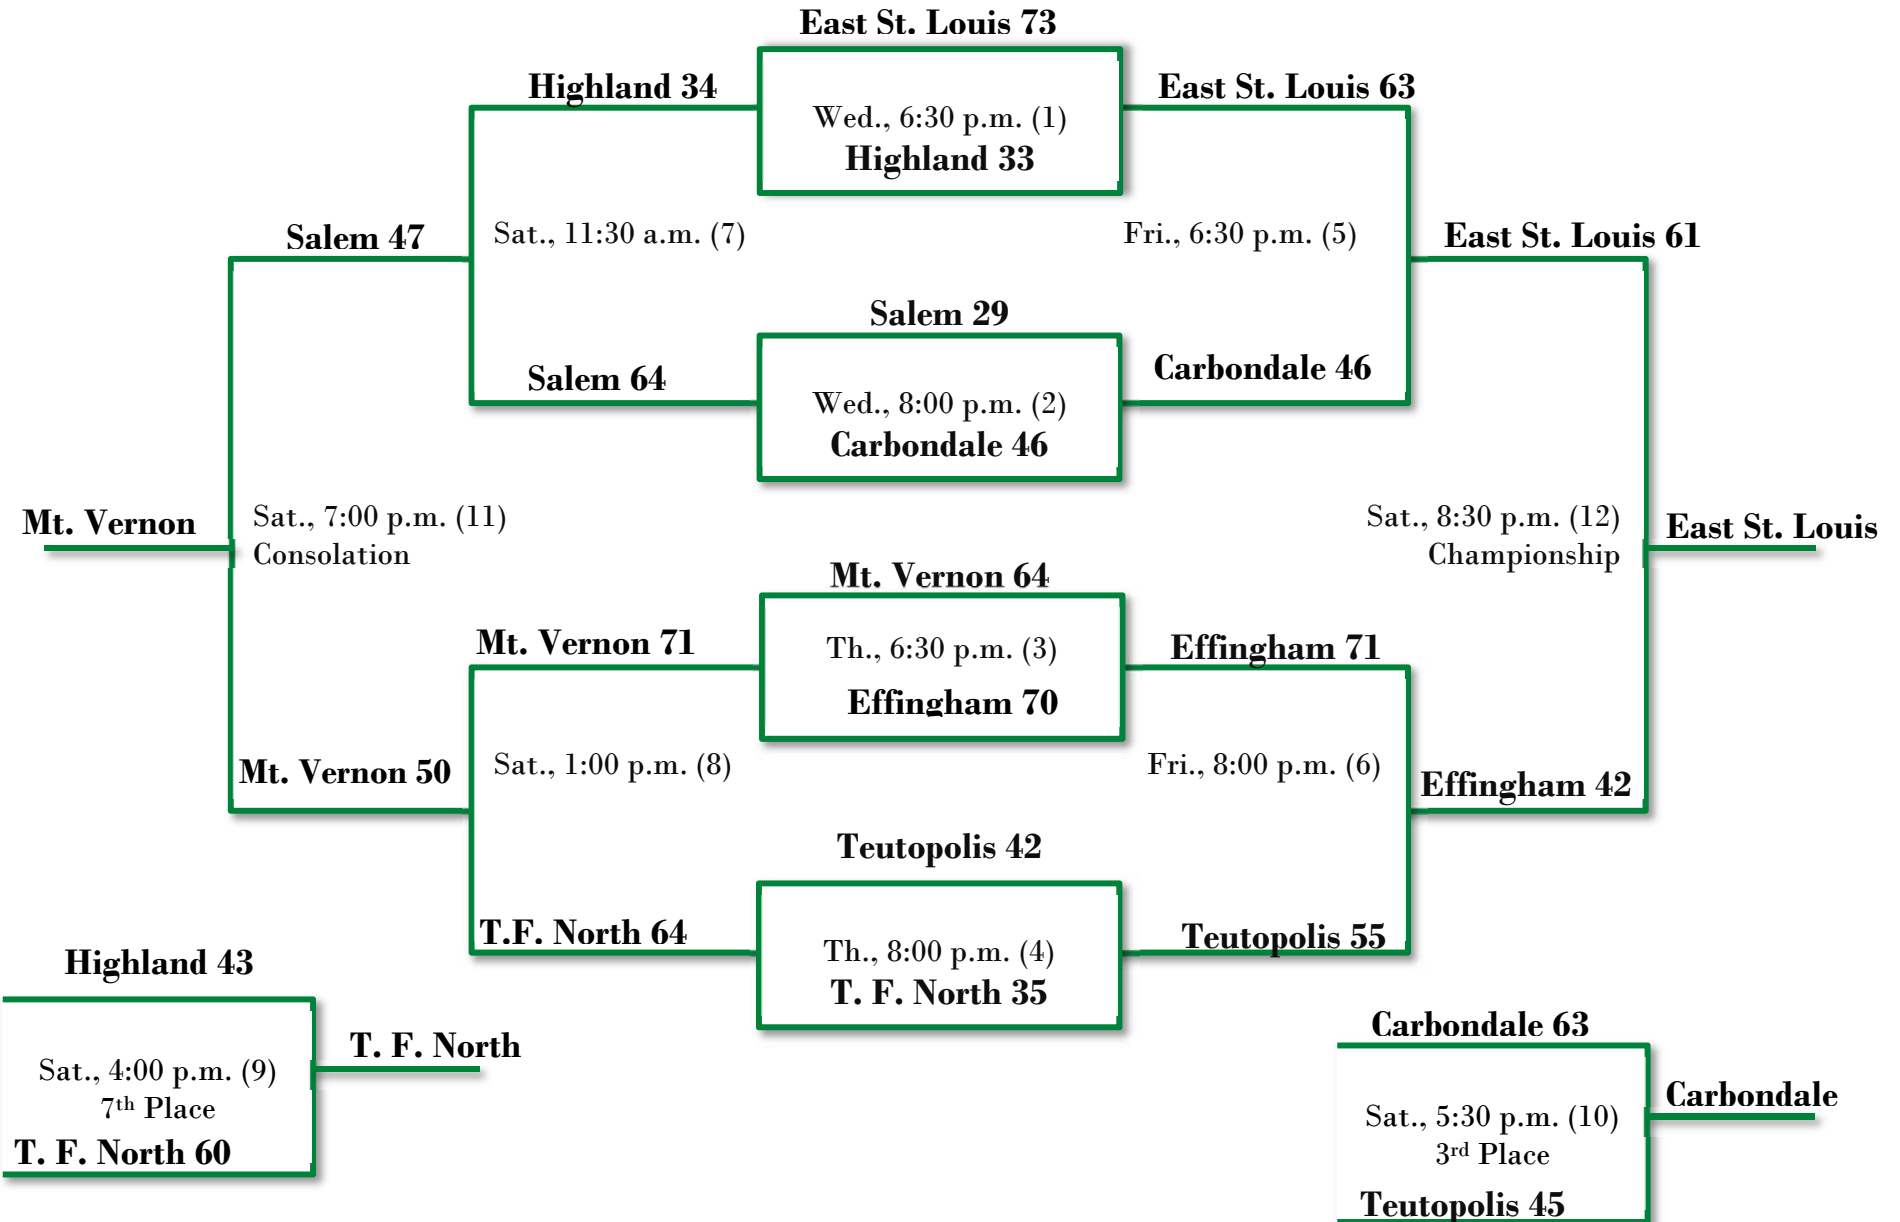 East St. Louis 73
Highland 34
East St. Louis 63
Wed., 6:30 p.m. (1)
Highland 33
Salem 47
Sat., 11:30 a.m. (7)
Fri., 6:30 p.m. (5)
East St. Louis 61
Salem 29
Salem 64
Carbondale 46
Wed., 8:00 p.m. (2)
Carbondale 46
Mt. Vernon
Sat., 7:00 p.m. (11)
Consolation
Sat., 8:30 p.m. (12)
Championship
East St. Louis
Mt. Vernon 64
Mt. Vernon 71
Th., 6:30 p.m. (3)
Effingham 71
Effingham 70
Mt. Vernon 50
Sat., 1:00 p.m. (8)
Fri., 8:00 p.m. (6)
Effingham 42
Teutopolis 42
T.F. North 64
Th., 8:00 p.m. (4)
Teutopolis 55
T. F. North 35
Highland 43
T. F. North
Sat., 4:00 p.m. (9)
7th Place
T. F. North 60
Carbondale 63
Carbondale
Sat., 5:30 p.m. (10)
3rd Place
Teutopolis 45